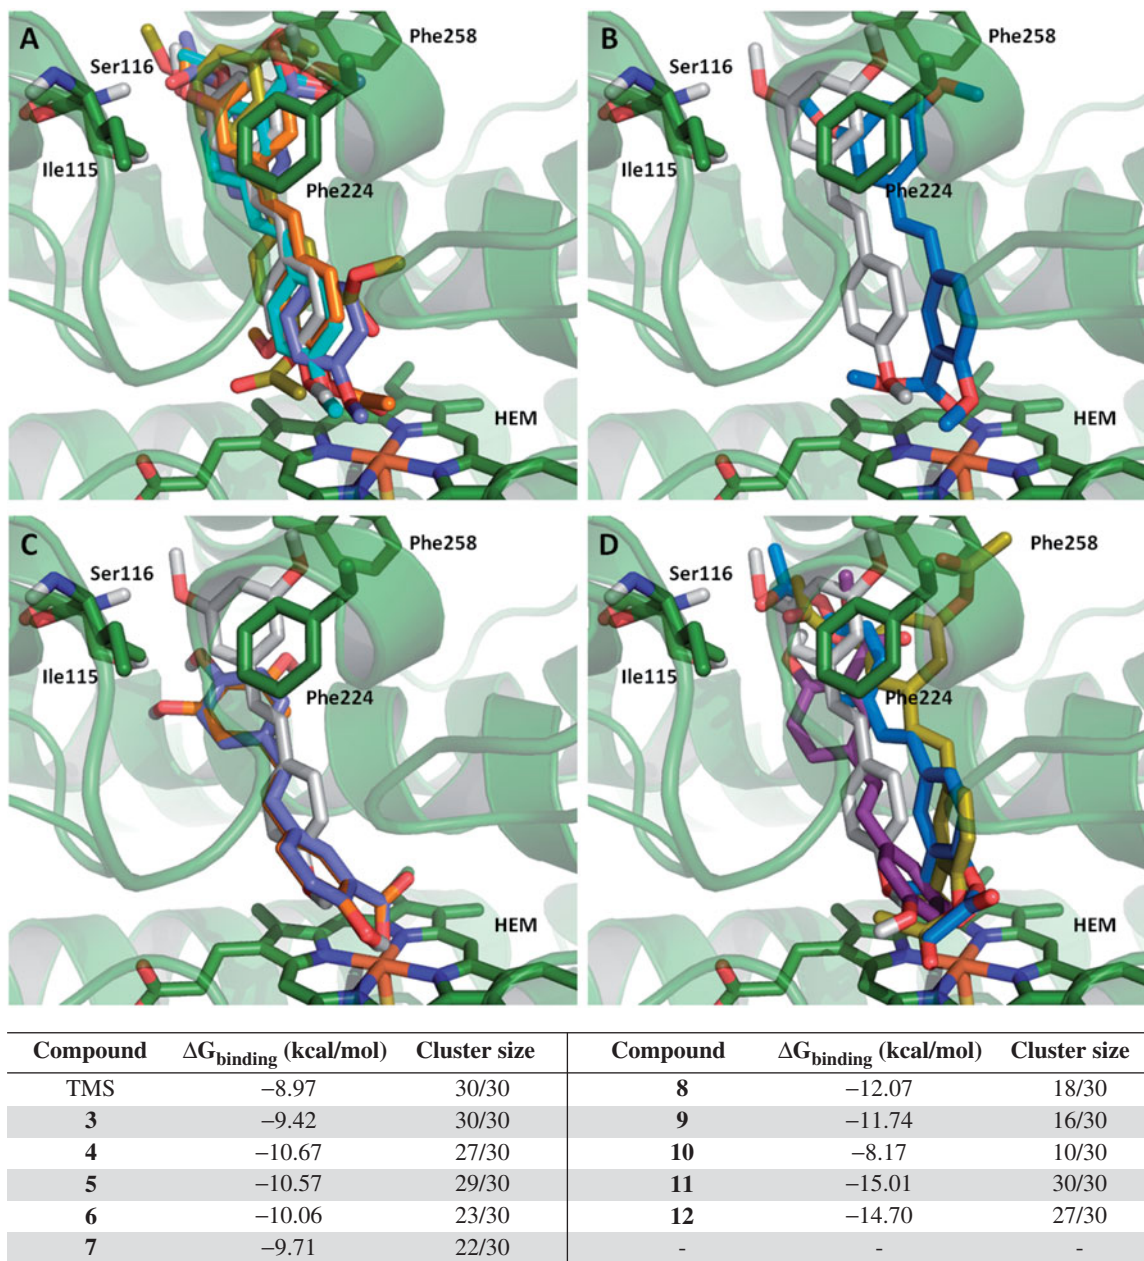 A
Phe258
Ser116
Ile115
Phe224
HEM
B
Phe258
Ser116
Ile115
Phe224
HEM
C
Phe258
Ser116
Ile115
Phe224
HEM
D
Phe258
Ser116
Ile115
Phe224
HEM
Compound ΔGbinding (kcal/mol) Cluster size Compound ΔGbinding (kcal/mol) Cluster size
TMS −8.97 30/30 8 −12.07 18/30
3 −9.42 30/30 9 −11.74 16/30
4 −10.67 27/30 10 −8.17 10/30
5 −10.57 29/30 11 −15.01 30/30
6 −10.06 23/30 12 −14.70 27/30
7 −9.71 22/30 - - -